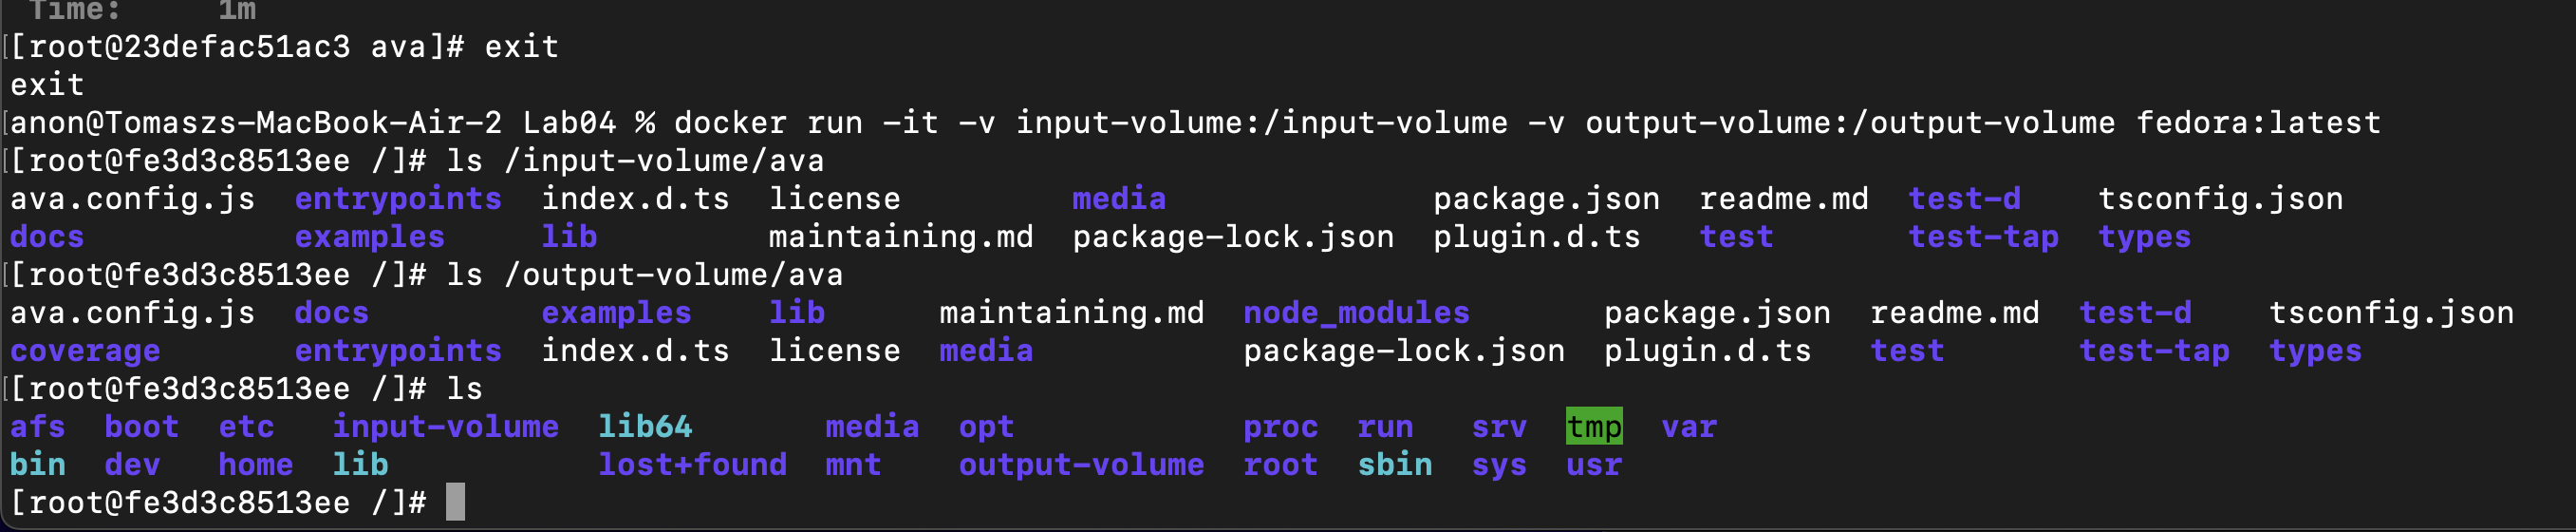 Time:     1m
[[root@23defac51ac3 ava]# exit
exit
[anon@Tomaszs-MacBook-Air-2 Lab04 % docker run -it -v input-volume:/input-volume -v output-volume:/output-volume fedora:latest
[[root@fe3d3c8513ee /]# ls /input-volume/ava
ava.config.js  entrypoints  index.d.ts  license         media              package.json  readme.md  test-d    tsconfig.json
docs           examples     lib         maintaining.md  package-lock.json  plugin.d.ts   test       test-tap  types
[[root@fe3d3c8513ee /]# ls /output-volume/ava
ava.config.js  docs         examples    lib      maintaining.md  node_modules       package.json  readme.md  test-d    tsconfig.json
coverage       entrypoints  index.d.ts  license  media           package-lock.json  plugin.d.ts   test       test-tap  types
[[root@fe3d3c8513ee /]# ls
afs  boot  etc   input-volume  lib64       media  opt            proc  run   srv  tmp  var
bin  dev   home  lib           lost+found  mnt    output-volume  root  sbin  sys  usr
[root@fe3d3c8513ee /]#